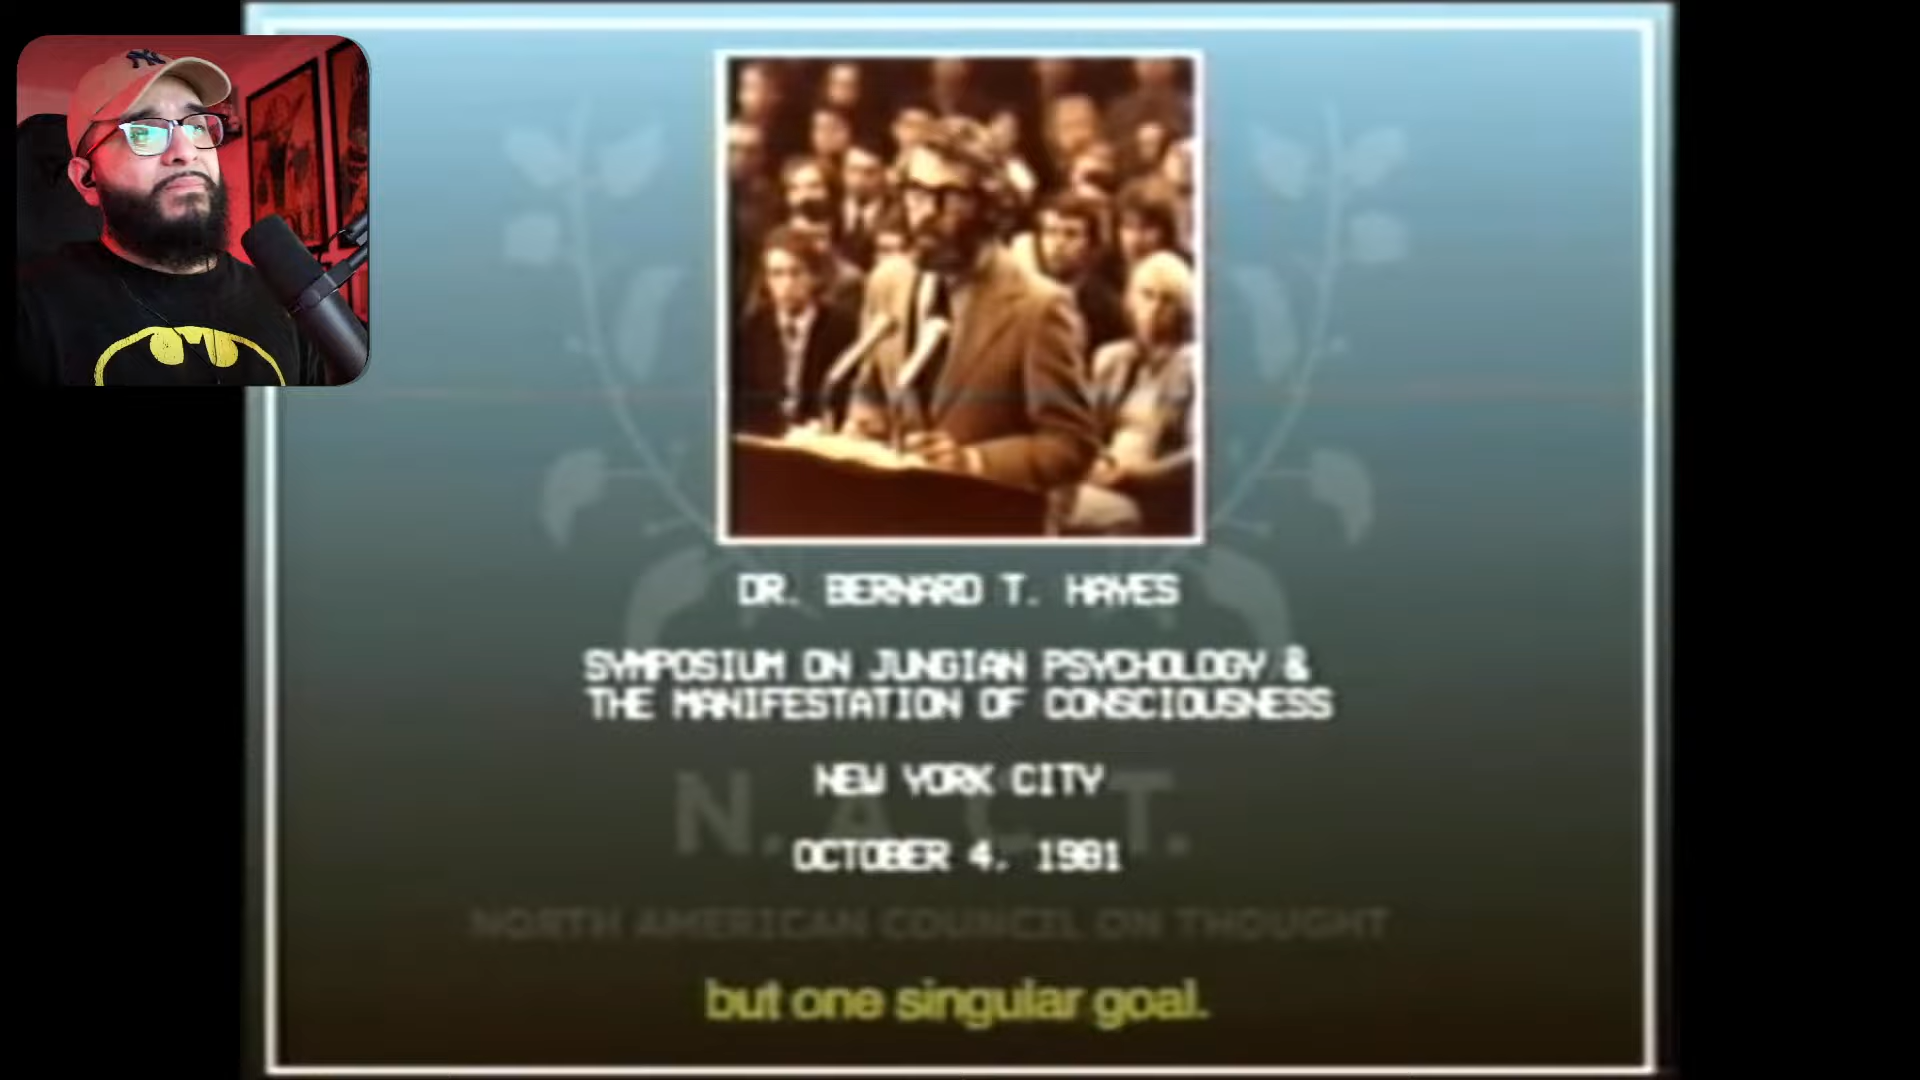 DR. BERNARD T. HAYES
SYMPOSIUM ON JUNGIAN PSYCHOLOGY &
THE MANIFESTATION OF CONSCIOUSNESS
NEW YORK CITY
N. A. C. T.
OCTOBER 4, 1981
NORTH AMERICAN COUNCIL ON THOUGHT
but one singular goal.